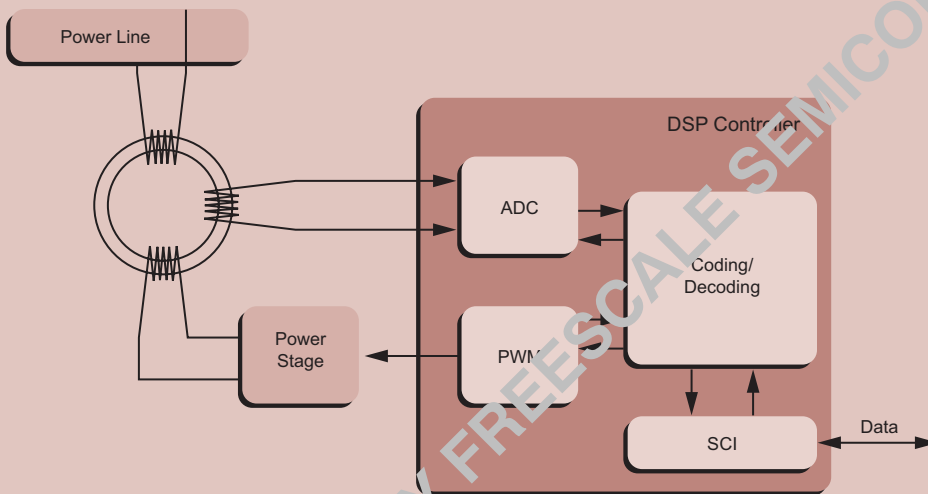 Power Line
DSP Controller
ADC
Coding/
Decoding
Power
Stage
PWM
SCI
Data
Y FREESCALE SEMICO